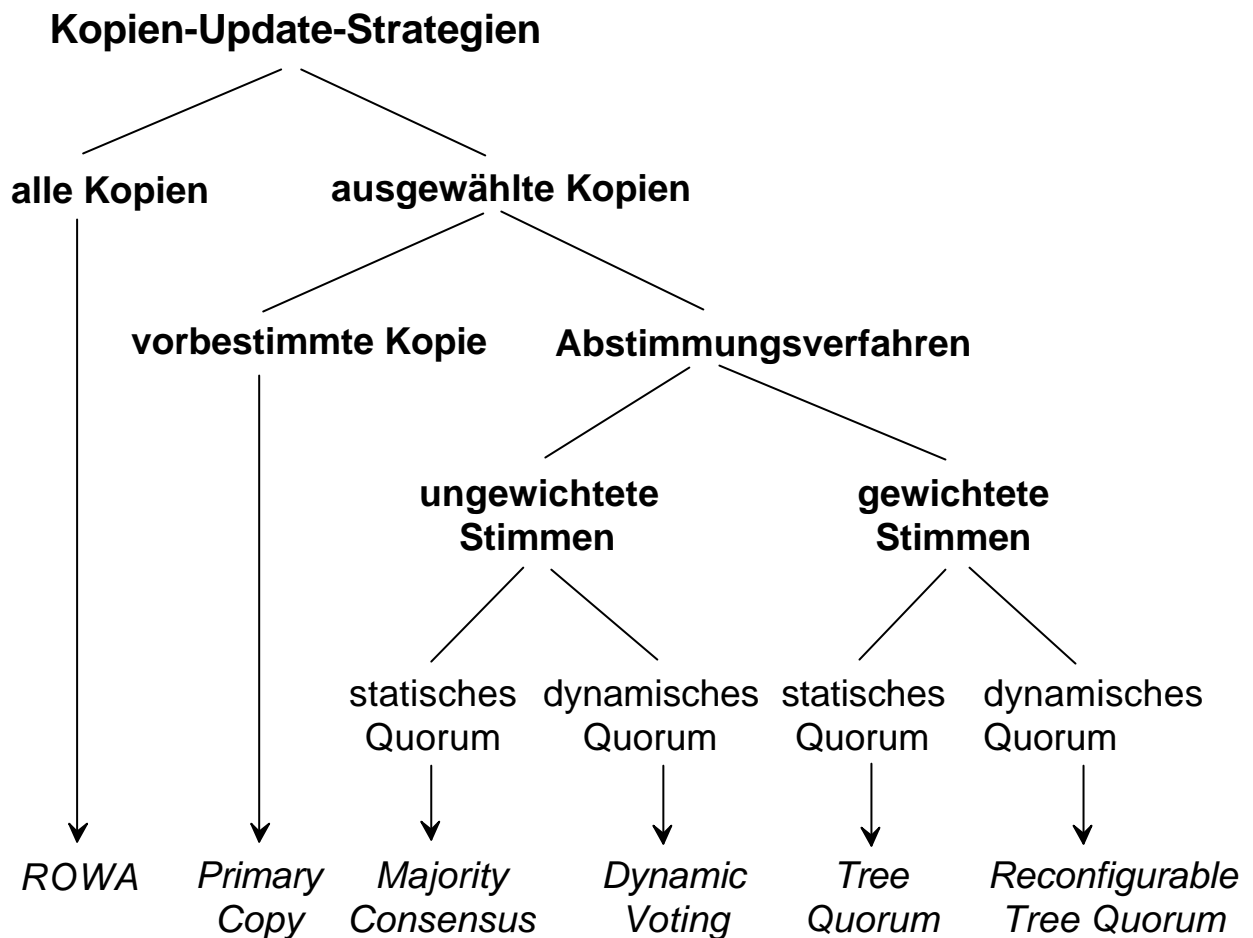 Kopien-Update-Strategien
alle Kopien
ausgewählte Kopien
vorbestimmte Kopie
Abstimmungsverfahren
ungewichtete
Stimmen
gewichtete
Stimmen
statisches
Quorum
dynamisches
Quorum
statisches
Quorum
dynamisches
Quorum
ROWA
Primary
Copy
Majority
Consensus
Dynamic
Voting
Tree
Quorum
Reconfigurable
Tree Quorum